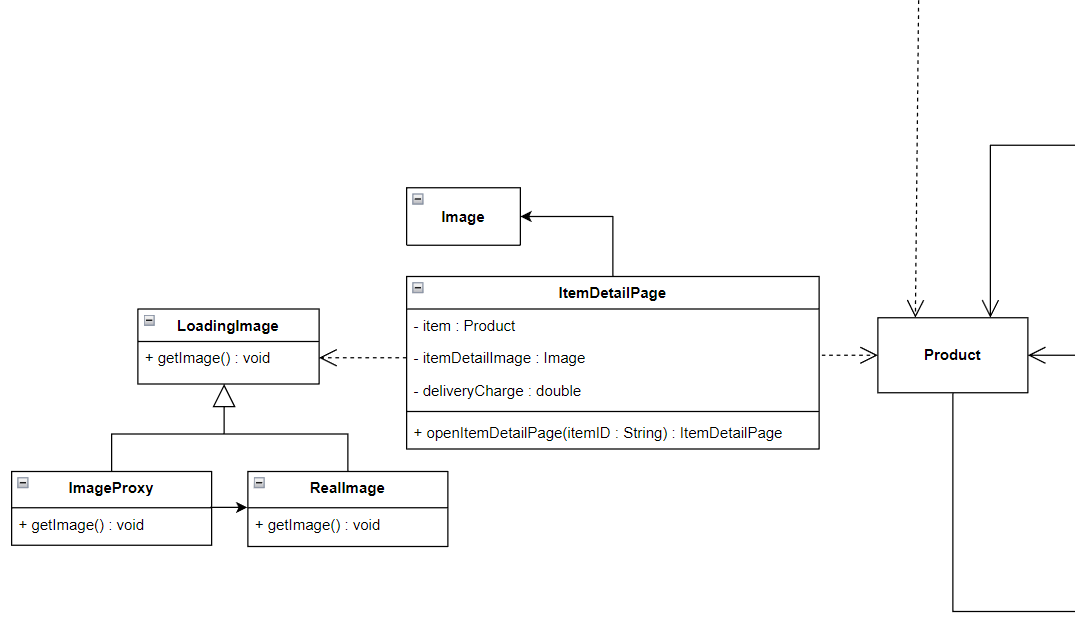 Image
ItemDetailPage
- item : Product
- itemDetailImage : Image
- deliveryCharge : double
+ openItemDetailPage(itemID : String) : ItemDetailPage
LoadingImage
+ getImage() : void
Product
ImageProxy
+ getImage() : void
RealImage
+ getImage() : void